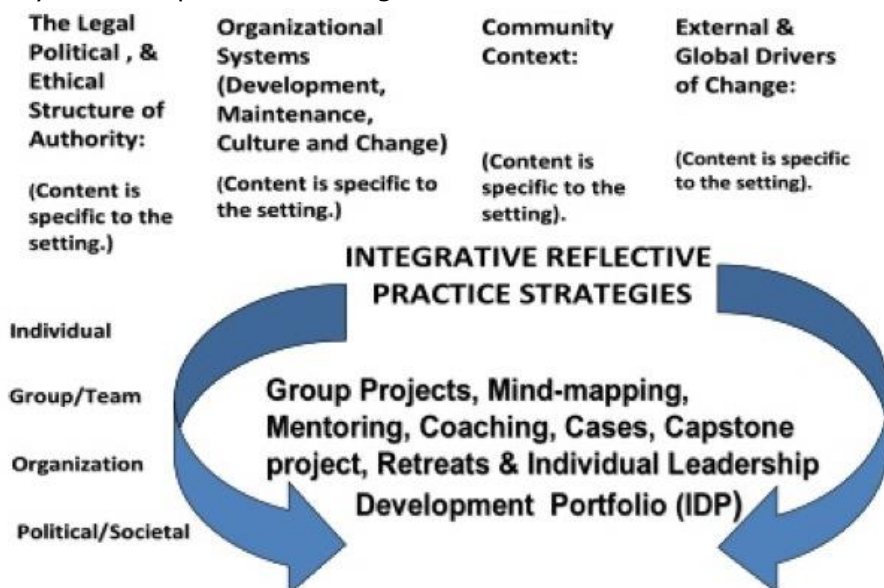 The Legal
Political , &
Ethical
Structure of
Authority:
(Content is
specific to the
setting.)
Organizational
Systems
(Development,
Maintenance,
Culture and Change)
(Content is specific to
the setting.)
Community
Context:
(Content is
specific to the
setting).
External &
Global Drivers
of Change:
(Content is specific
to the setting).
INTEGRATIVE REFLECTIVE
PRACTICE STRATEGIES
Individual
Group/Team
Organization
Political/Societal
Group Projects, Mind-mapping,
Mentoring, Coaching, Cases, Capstone
project, Retreats & Individual Leadership
Development Portfolio (IDP)